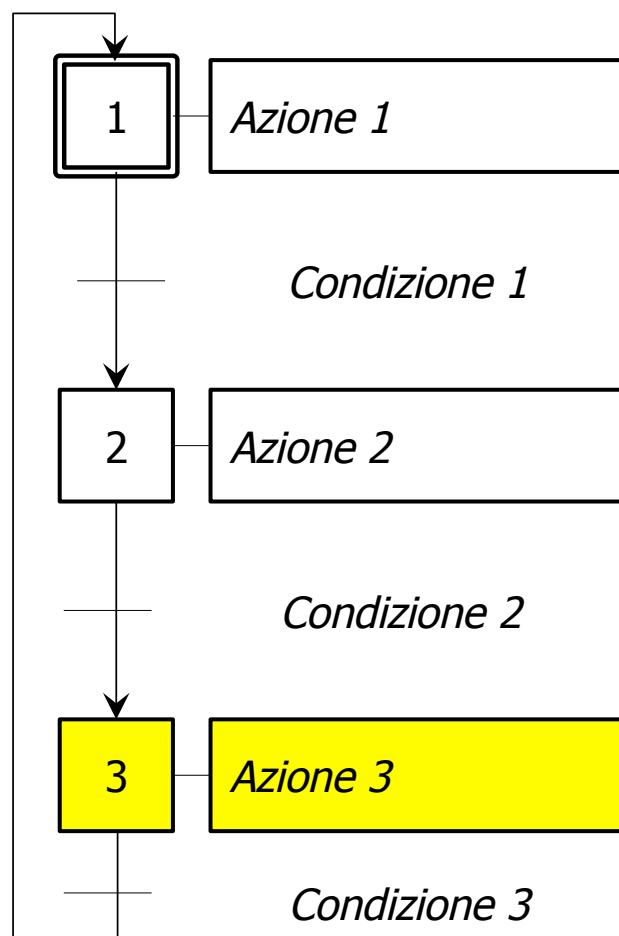 1
Azione 1
Condizione 1
2
Azione 2
Condizione 2
3
Azione 3
Condizione 3